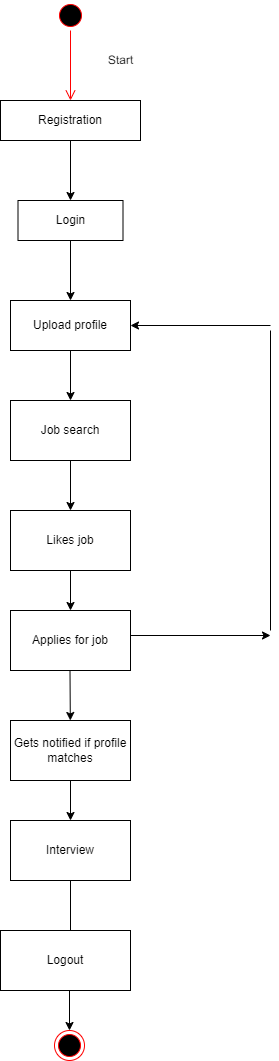 Start
Registration
Login
Upload profile
Job search
Likes job
Applies for job
Gets notified if profile
matches
Interview
Logout